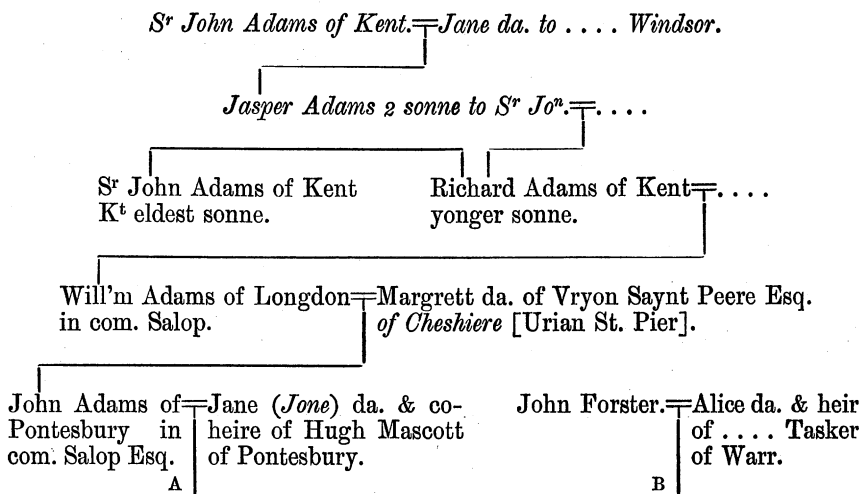 Sr John Adams of Kent.=Jane da. to .... Windsor.
Jasper Adams 2 sonne to Sr Jon.=....
Sr John Adams of Kent
Kt eldest sonne.
Richard Adams of Kent=....
yonger sonne.
Will'm Adams of Longdon=Margrett da. of Vryon Saynt Peere Esq.
in com. Salop.
of Cheshiere [Urian St. Pier].
John Adams of=Jane (Jone) da. & co-
Pontesbury in heire of Hugh Mascott
com. Salop Esq. of Pontesbury.
A
John Forster.=Alice da. & heir
of .... Tasker
of Warr.
B